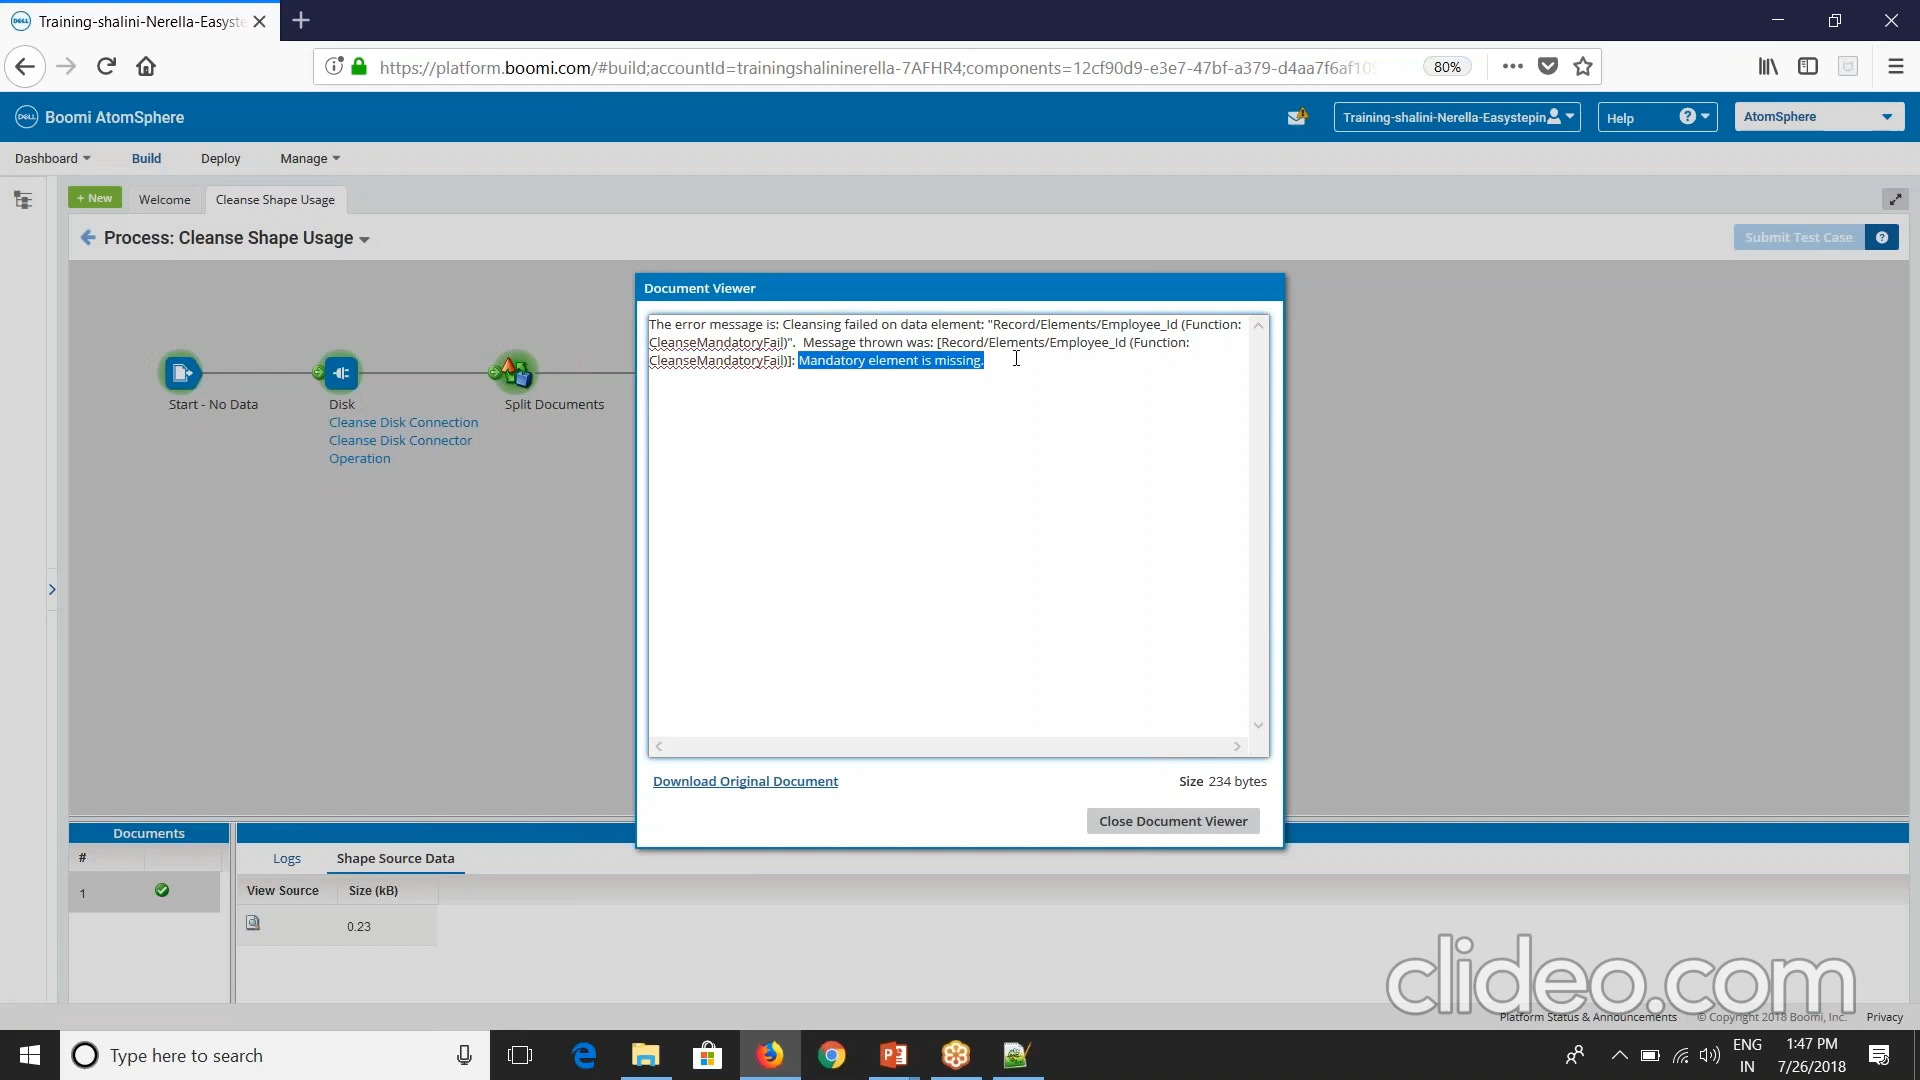 Training-shalini-Nerella-Easyste
https://platform.boomi.com/#build;accountId=trainingshalininerella-7AFHR4;components=12cf90d9-e3e7-47bf-a379-d4aa7f6af109
80%
DELL
Boomi AtomSphere
Training-shalini-Nerella-Easystepin
Help
AtomSphere
Dashboard
Build
Deploy
Manage
+ New
Welcome
Cleanse Shape Usage
Process: Cleanse Shape Usage
Submit Test Case
Start - No Data
Disk
Cleanse Disk Connection
Cleanse Disk Connector
Operation
Split Documents
Document Viewer
The error message is: Cleansing failed on data element: "Record/Elements/Employee_Id (Function:
CleanseMandatoryFail)".  Message thrown was: [Record/Elements/Employee_Id (Function:
CleanseMandatoryFail)]: Mandatory element is missing.
Download Original Document
Size 234 bytes
Close Document Viewer
Documents
#
1
Logs
Shape Source Data
View Source
Size (kB)
0.23
clideo.com
Platform Status & Announcements
© Copyright 2018 Boomi, Inc.
Privacy
Type here to search
ENG
IN
1:47 PM
7/26/2018